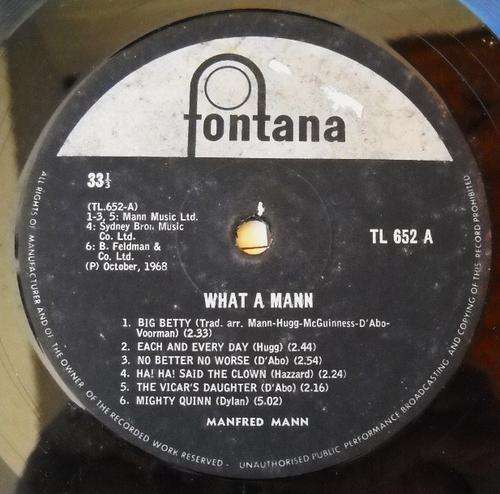 fontana
33⅓
(TL.652-A)
1-3, 5: Mann Music Ltd.
4: Sydney Bron. Music
Co. Ltd.
6: B. Feldman &
Co. Ltd.
(P) October, 1968
TL 652 A
WHAT A MANN
1. BIG BETTY (Trad. arr. Mann-Hugg-McGuinness-D'Abo-
Voorman) (2.33)
2. EACH AND EVERY DAY (Hugg) (2.44)
3. NO BETTER NO WORSE (D'Abo) (2.54)
4. HA! HA! SAID THE CLOWN (Hazzard) (2.24)
5. THE VICAR'S DAUGHTER (D'Abo) (2.16)
6. MIGHTY QUINN (Dylan) (5.02)
MANFRED MANN
ALL RIGHTS OF MANUFACTURER AND OF THE OWNER OF THE RECORDED WORK RESERVED - UNAUTHORISED PUBLIC PERFORMANCE BROADCASTING AND COPYING OF THIS RECORD PROHIBITED